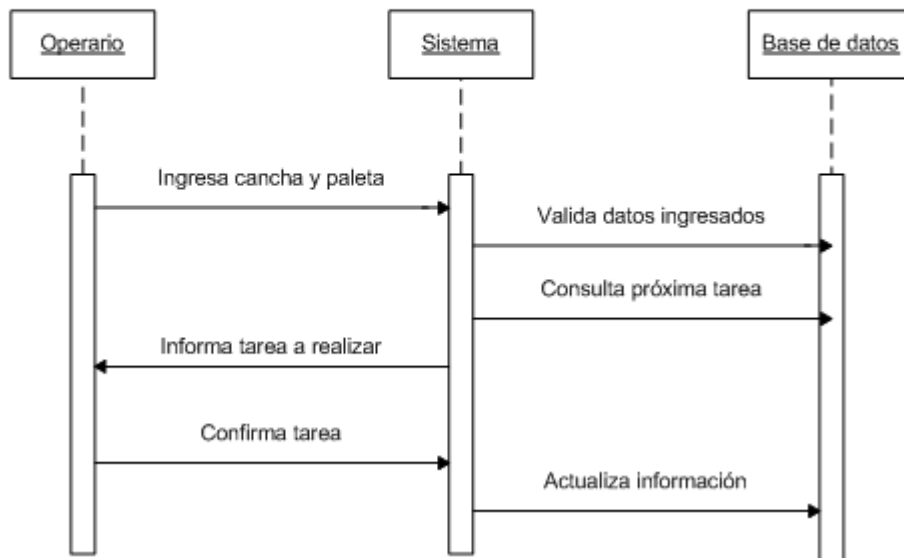 Operario
Sistema
Base de datos
Ingresa cancha y paleta
Valida datos ingresados
Consulta próxima tarea
Informa tarea a realizar
Confirma tarea
Actualiza información